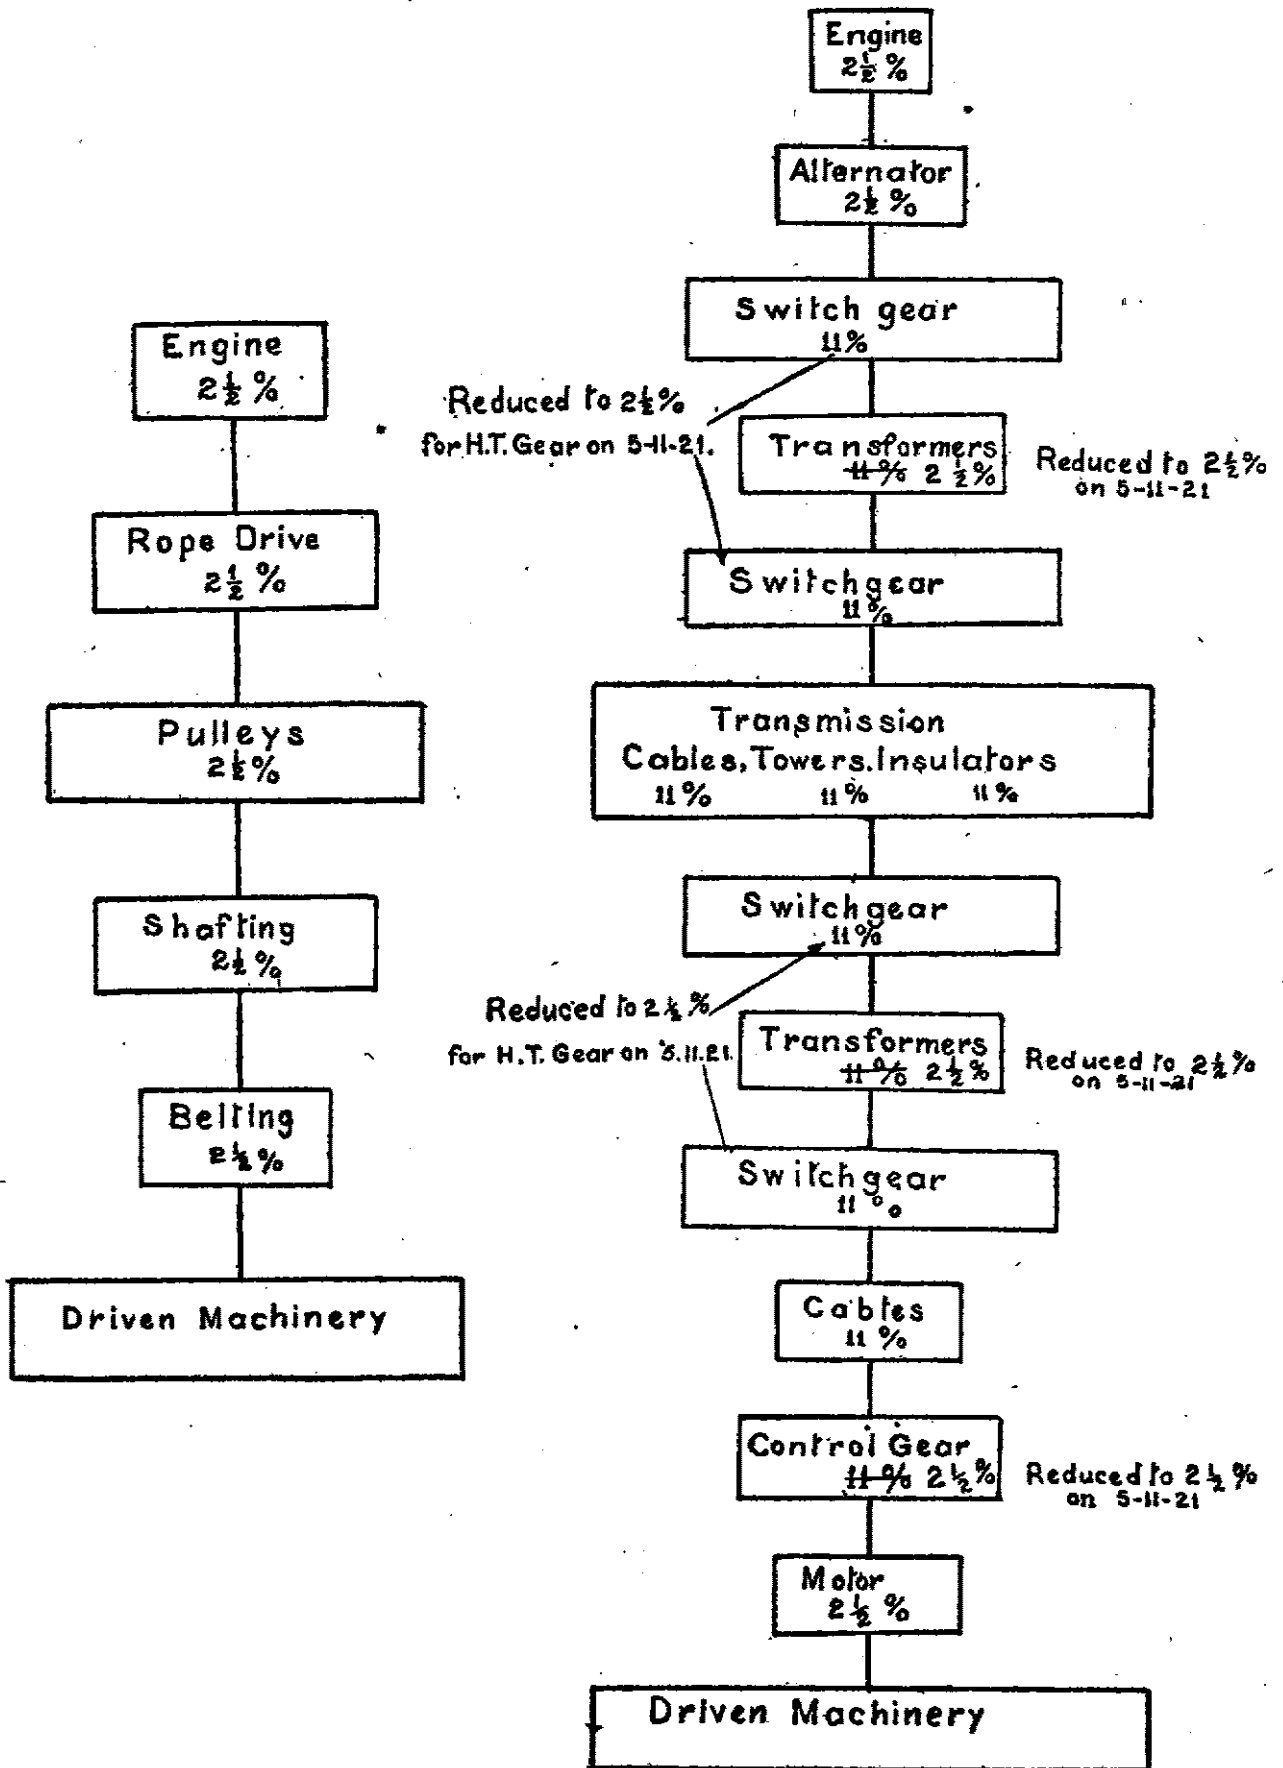 Engine
2½ %
Rope Drive
2½ %
Pulleys
2½%
Shafting
2½%
Belting
2½%
Driven Machinery
Engine
2½ %
Alternator
2½ %
Switch gear
11%
Reduced to 2½%
for H.T. Gear on 5-11-21.
Transformers
11% 2½%
Reduced to 2½%
on 5-11-21
Switchgear
11%
Transmission
Cables, Towers. Insulators
11% 11% 11%
Switchgear
11%
Reduced to 2½%
for H.T. Gear on 5.11.21.
Transformers
11% 2½%
Reduced to 2½%
on 5-11-21
Switchgear
11%
Cables
11%
Control Gear
11% 2½%
Reduced to 2½%
on 5-11-21
Motor
2½ %
Driven Machinery